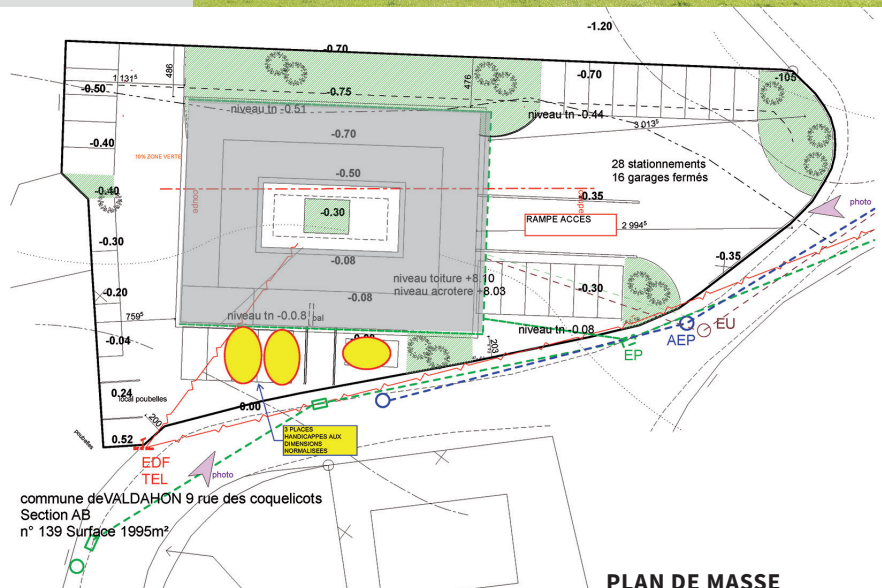 -1.20
-0.70
1 131⁵
486
476
-0.70
-105
-0.50
-0.75
niveau tn -0.51
niveau tn -0.44
-0.70
3 013⁵
-0.40
10% ZONE VERTE
28 stationnements
16 garages fermés
-0.50
-0.40
coupe
coupe
-0.35
photo
-0.30
RAMPE ACCES
2 994⁵
-0.30
-0.08
-0.35
niveau toiture +8.10
niveau acrotere +8.03
-0.20
-0.08
-0.30
759⁵
niveau tn -0.0.8
bal
niveau tn -0.08
EU
AEP
EP
-0.04
203
0.24
local poubelles
0.00
200
3 PLACES
HANDICAPPES AUX
DIMENSIONS
NORMALISEES
poubelles
0.52
EDF
TEL
photo
commune deVALDAHON 9 rue des coquelicots
Section AB
n° 139 Surface 1995m²
PLAN DE MASSE